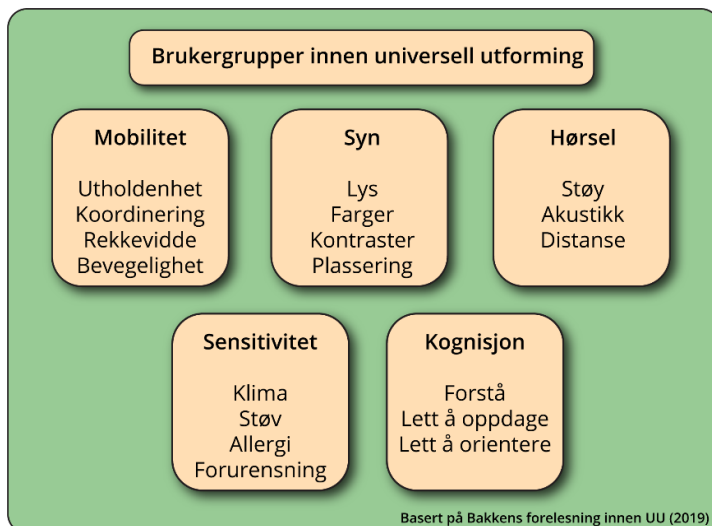 Brukergrupper innen universell utforming
Mobilitet
Utholdenhet
Koordinering
Rekkevidde
Bevegelighet
Syn
Lys
Farger
Kontraster
Plassering
Hørsel
Støy
Akustikk
Distanse
Sensitivitet
Klima
Støv
Allergi
Forurensning
Kognisjon
Forstå
Lett å oppdage
Lett å orientere
Basert på Bakkens forelesning innen UU (2019)